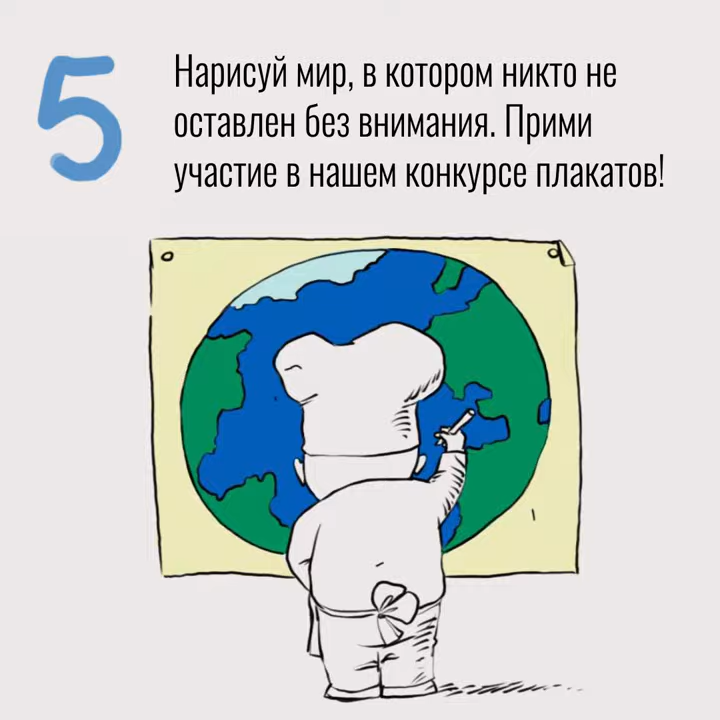 5
Нарисуй мир, в котором никто не
оставлен без внимания. Прими
участие в нашем конкурсе плакатов!